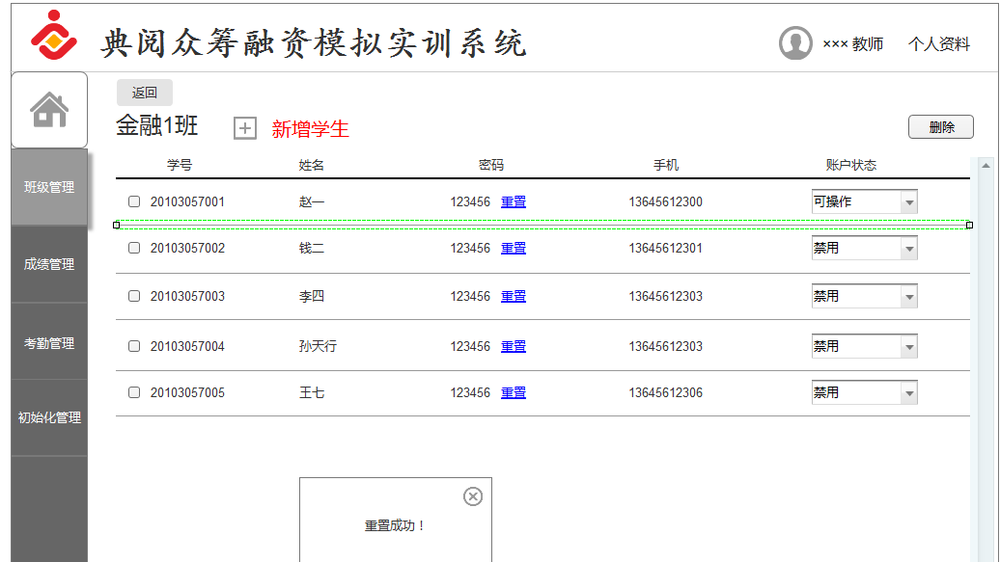 典阅众筹融资模拟实训系统
××× 教师 个人资料
返回
金融1班 新增学生 删除
学号 姓名 密码 手机 账户状态
班级管理
20103057001 赵一 123456 重置 13645612300 可操作
20103057002 钱二 123456 重置 13645612301 禁用
成绩管理
20103057003 李四 123456 重置 13645612303 禁用
考勤管理
20103057004 孙天行 123456 重置 13645612303 禁用
20103057005 王七 123456 重置 13645612306 禁用
初始化管理
重置成功！